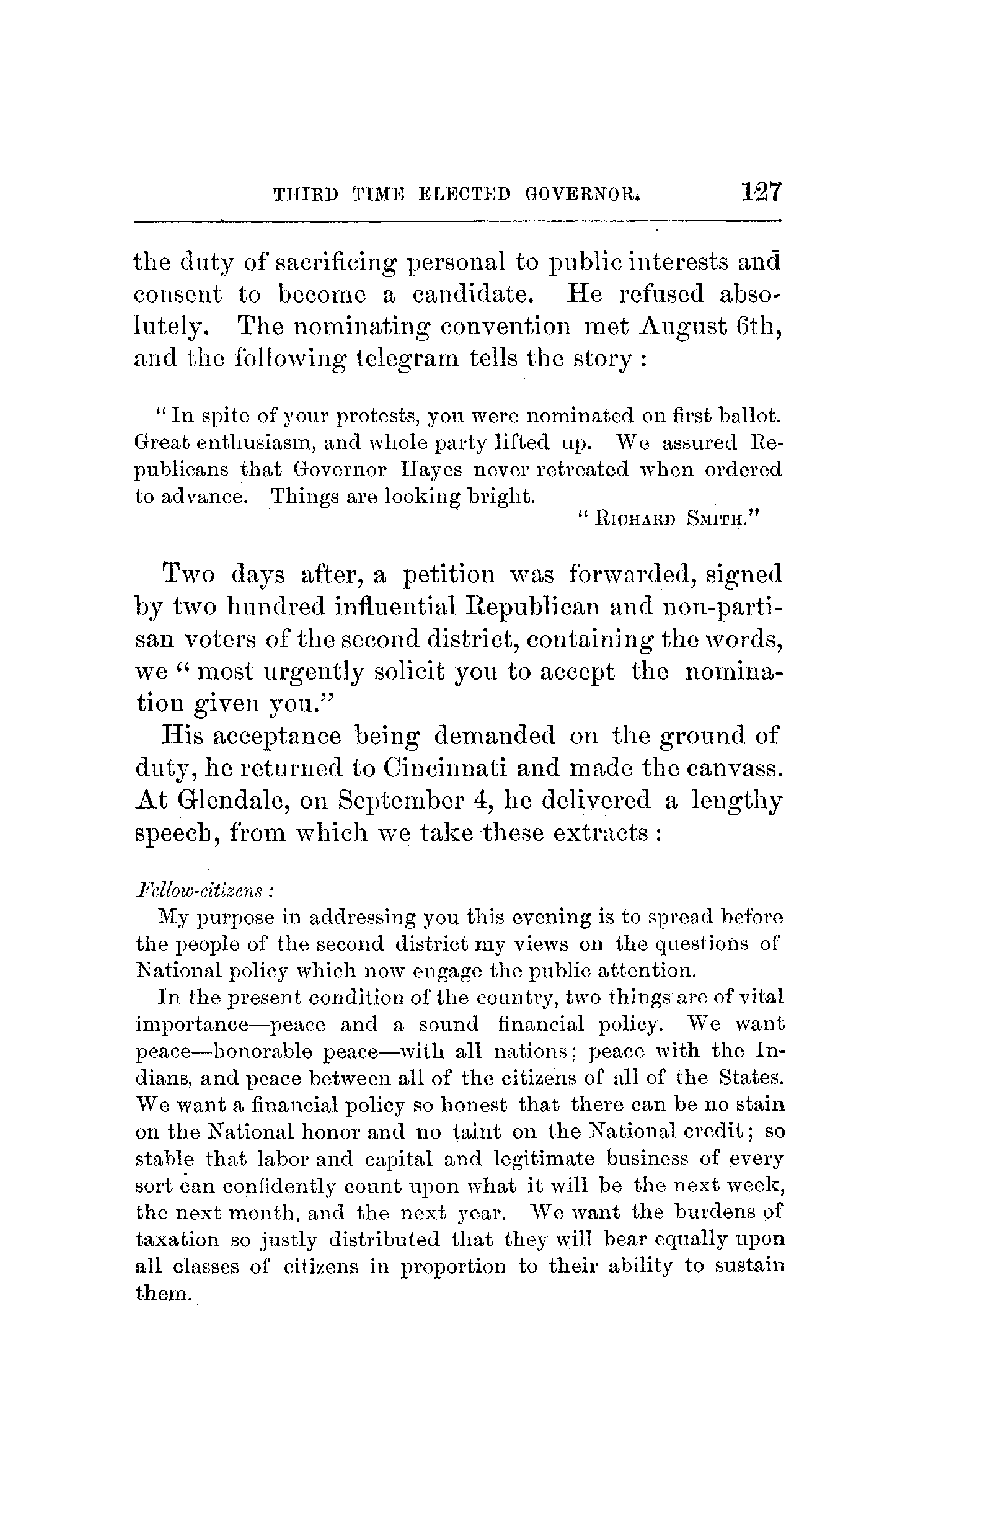 THIRD TIME ELECTED GOVERNOR. 127
the duty of sacrificing personal to public interests and
consent to become a candidate. He refused abso-
lutely. The nominating convention met August 6th,
and the following telegram tells the story :
“ In spite of your protests, you were nominated on first ballot.
Great enthusiasm, and whole party lifted up. We assured Re-
publicans that Governor Hayes never retreated when ordered
to advance. Things are looking bright.
“ RICHARD SMITH.”
Two days after, a petition was forwarded, signed
by two hundred influential Republican and non-parti-
san voters of the second district, containing the words,
we “ most urgently solicit you to accept the nomina-
tion given you.”
His acceptance being demanded on the ground of
duty, he returned to Cincinnati and made the canvass.
At Glendale, on September 4, he delivered a lengthy
speech, from which we take these extracts :
Fellow-citizens :
My purpose in addressing you this evening is to spread before
the people of the second district my views on the questions of
National policy which now engage the public attention.
In the present condition of the country, two things are of vital
importance—peace and a sound financial policy. We want
peace—honorable peace—with all nations; peace with the In-
dians, and peace between all of the citizens of all of the States.
We want a financial policy so honest that there can be no stain
on the National honor and no taint on the National credit; so
stable that labor and capital and legitimate business of every
sort can confidently count upon what it will be the next week,
the next month, and the next year. We want the burdens of
taxation so justly distributed that they will bear equally upon
all classes of citizens in proportion to their ability to sustain
them.